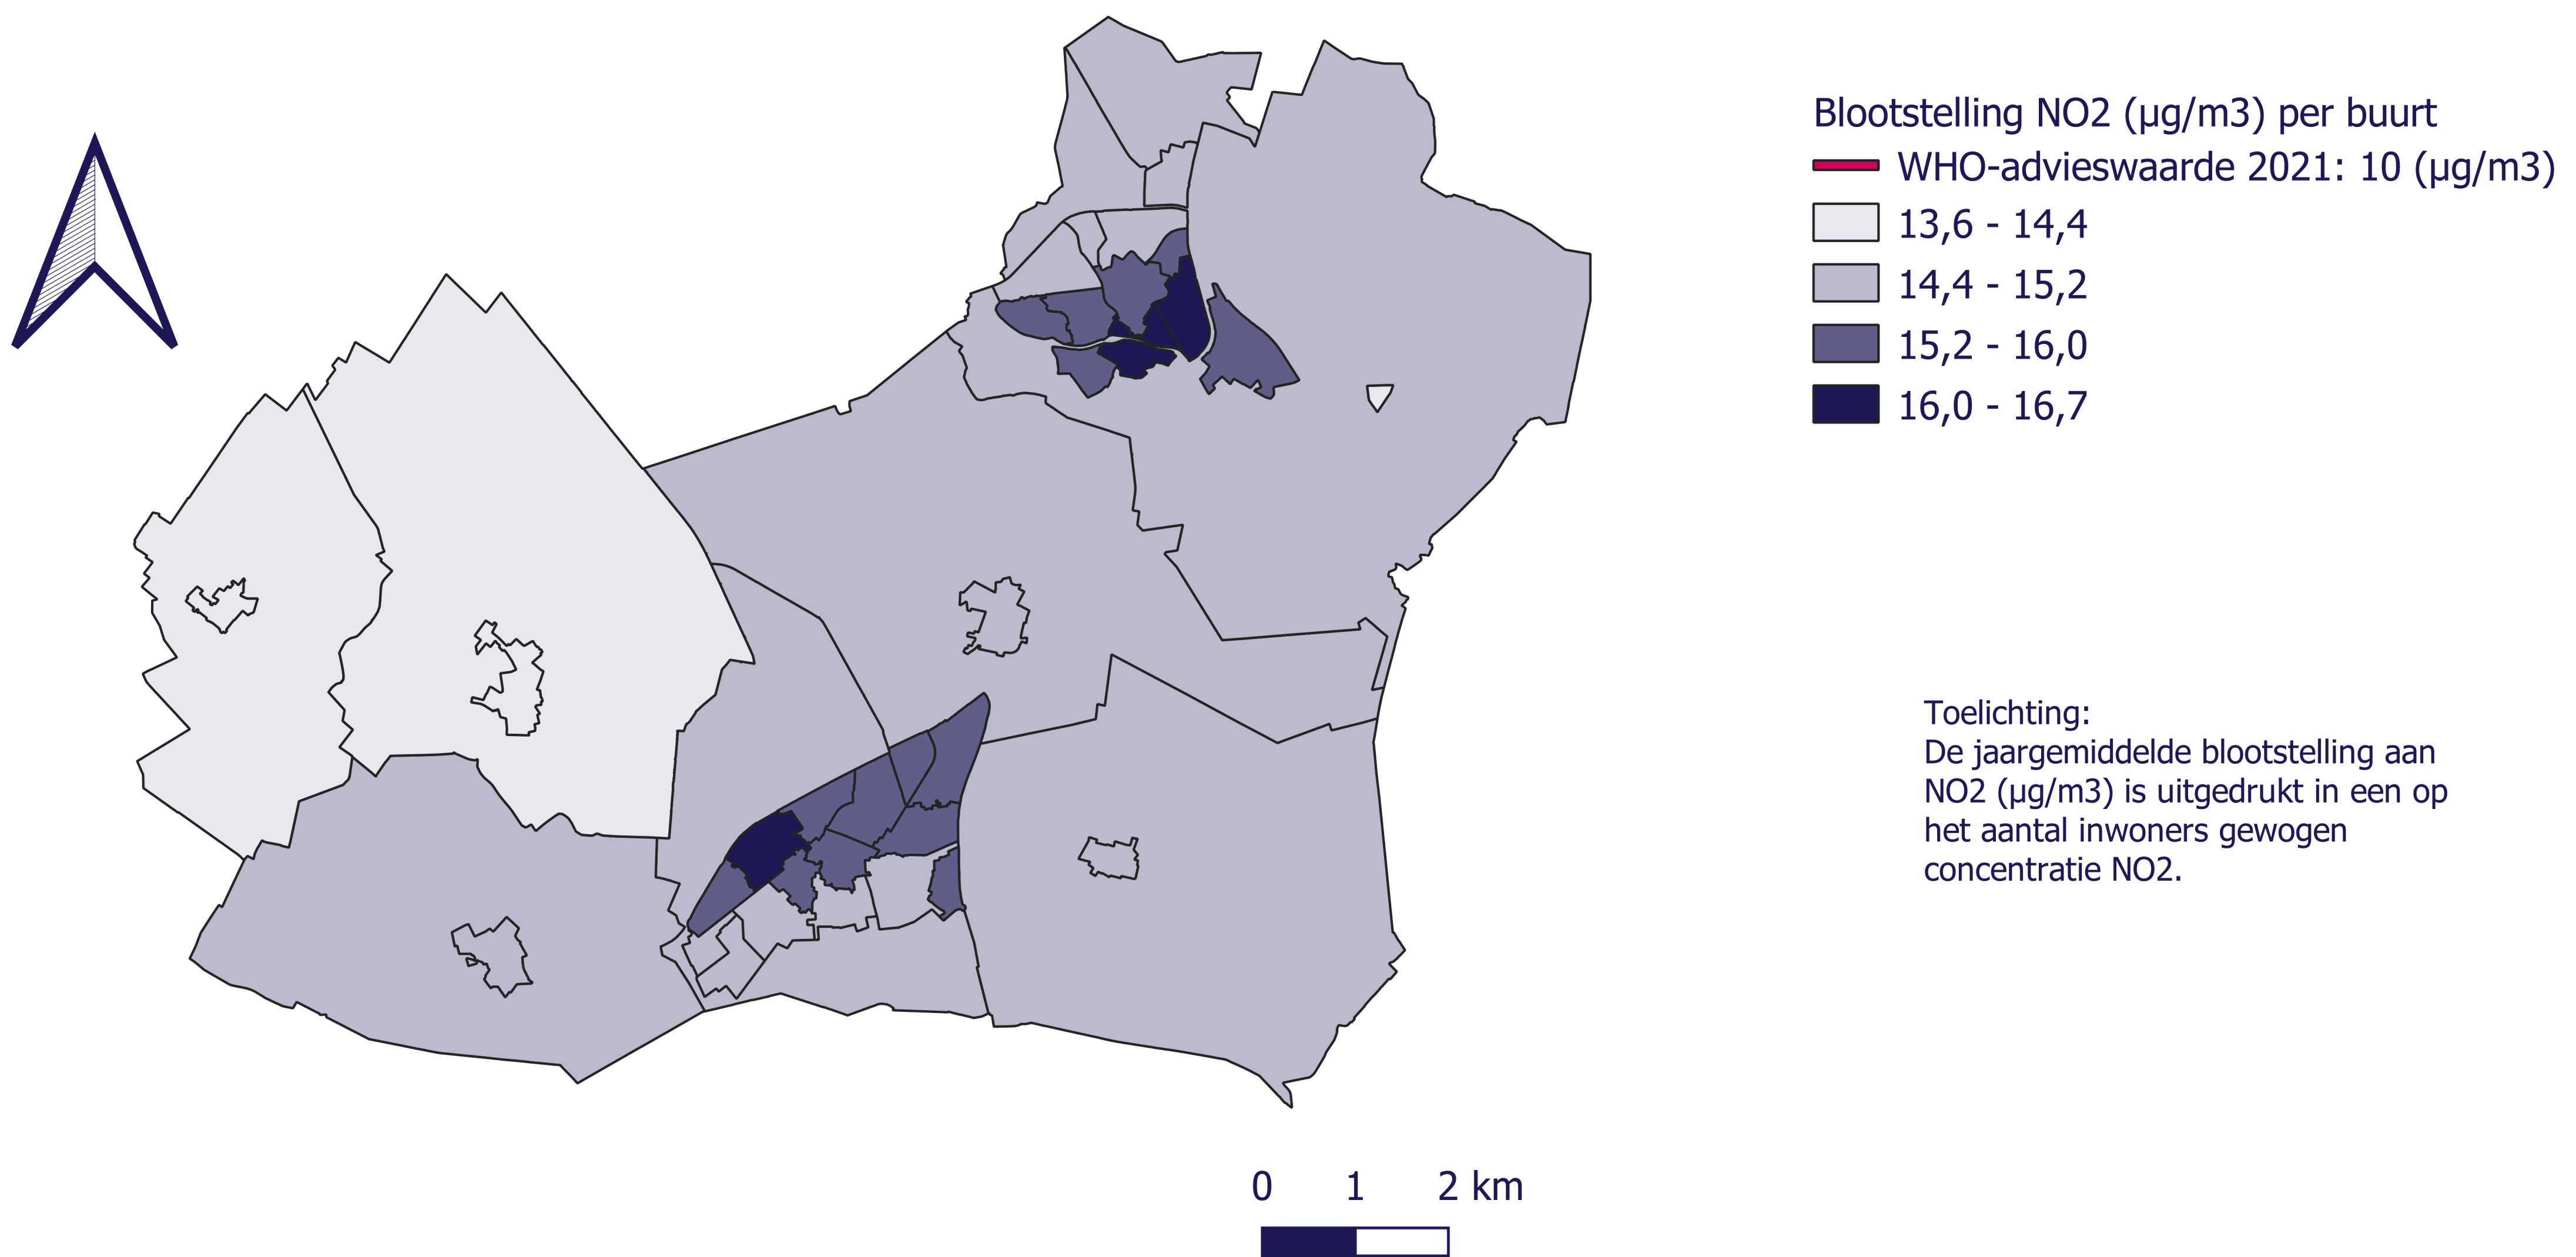 Blootstelling NO2 (µg/m3) per buurt
WHO-advieswaarde 2021: 10 (µg/m3)
13,6 - 14,4
14,4 - 15,2
15,2 - 16,0
16,0 - 16,7
Toelichting:
De jaargemiddelde blootstelling aan
NO2 (µg/m3) is uitgedrukt in een op
het aantal inwoners gewogen
concentratie NO2.
0 1 2 km